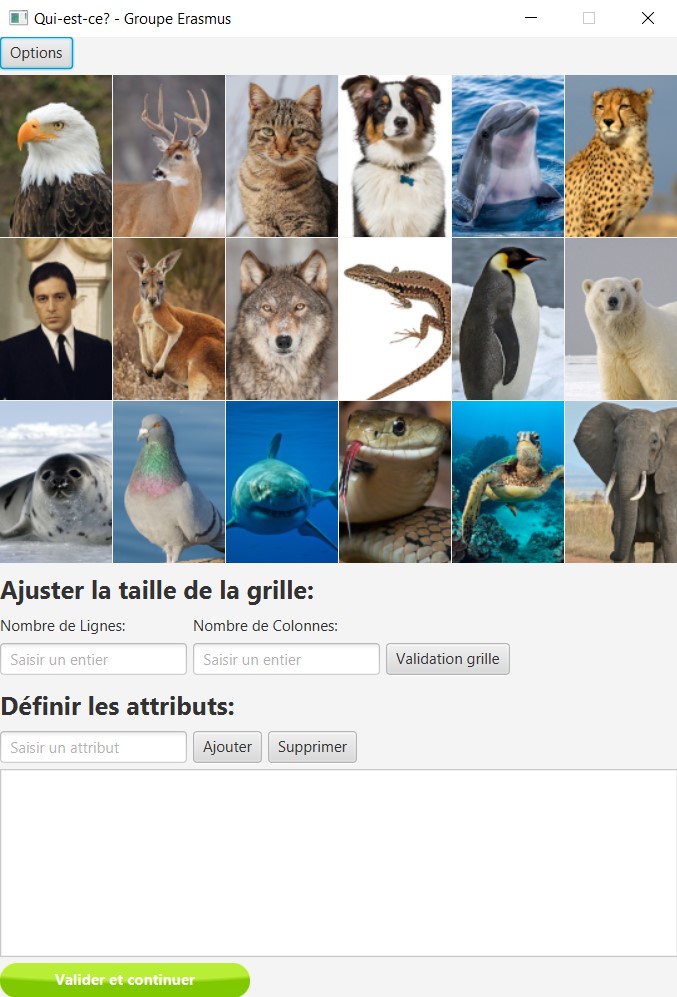 Qui-est-ce? - Groupe Erasmus
Options
Ajuster la taille de la grille:
Nombre de Lignes: Nombre de Colonnes:
Saisir un entier Saisir un entier Validation grille
Définir les attributs:
Saisir un attribut Ajouter Supprimer
Valider et continuer